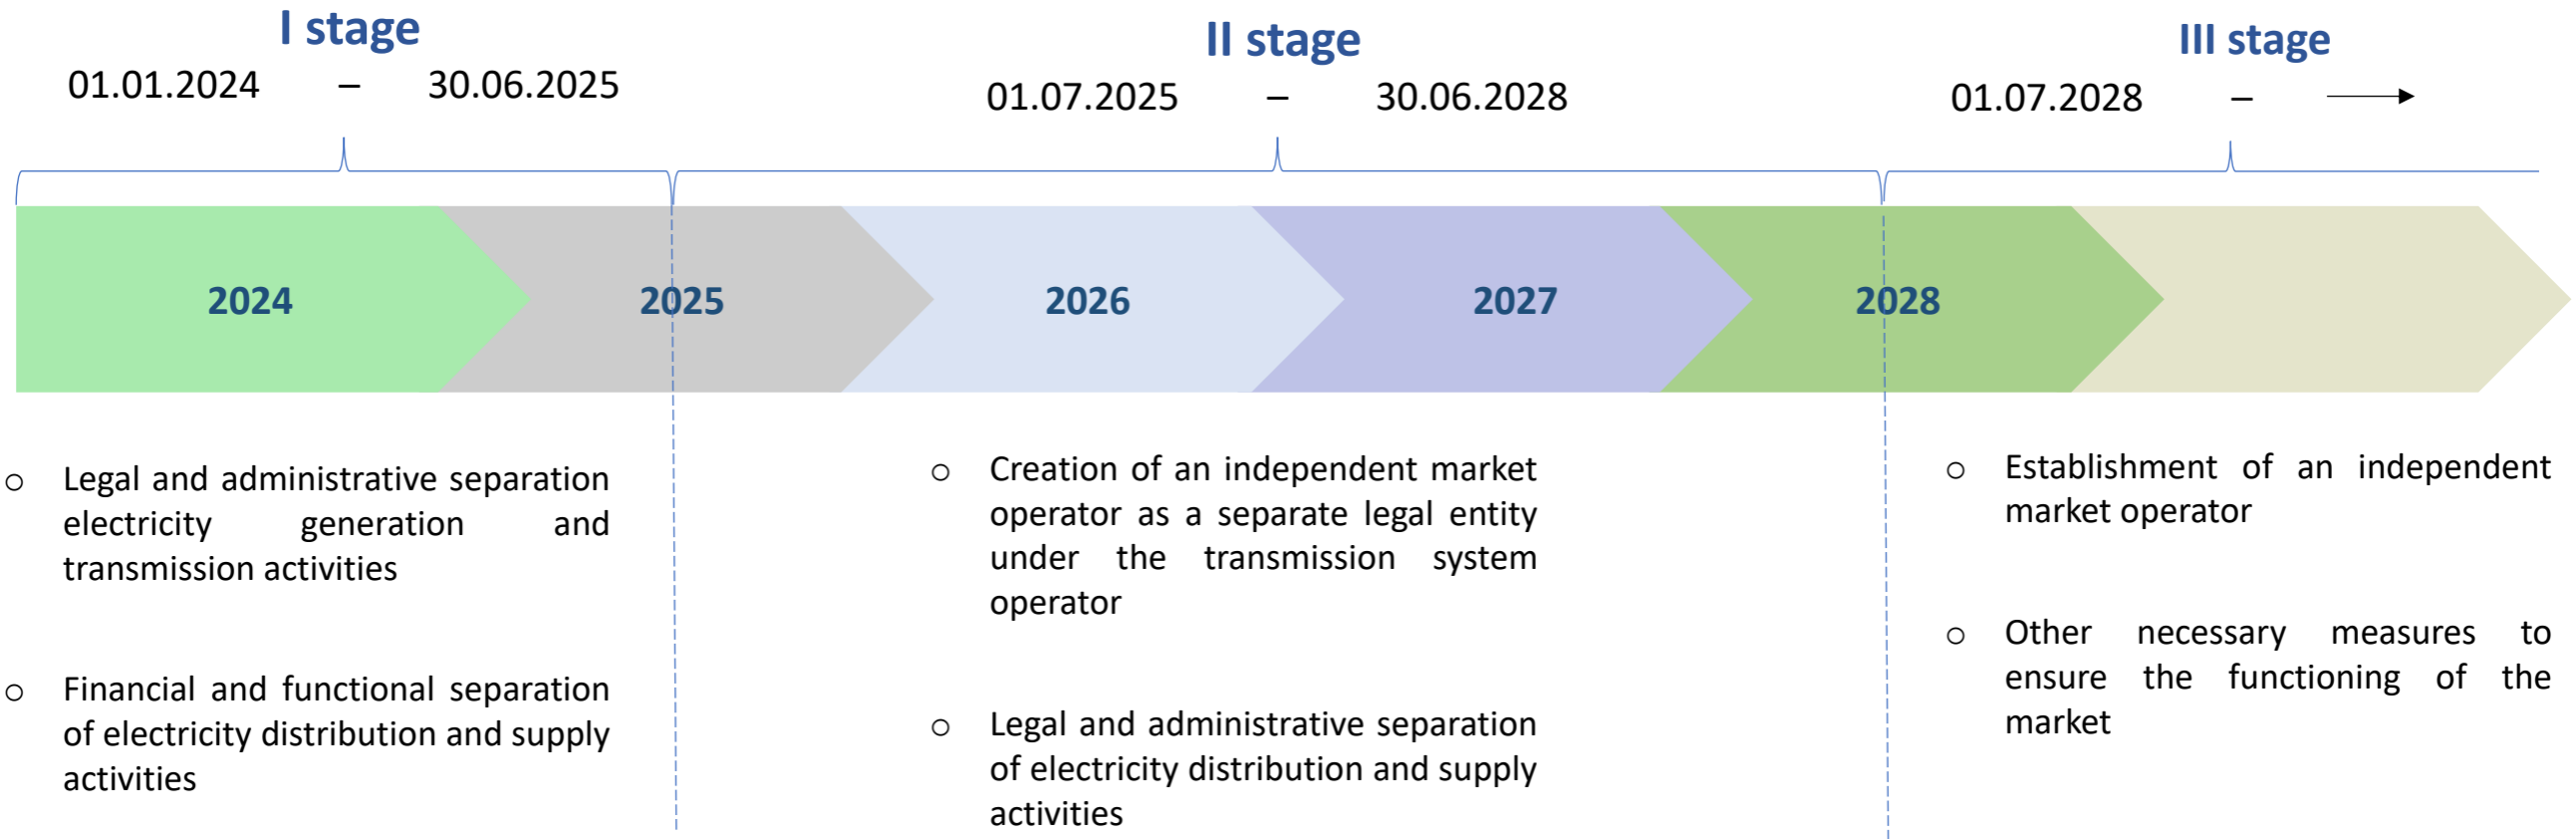 I stage
01.01.2024 – 30.06.2025
II stage
01.07.2025 – 30.06.2028
III stage
01.07.2028 –
2024
2025
2026
2027
2028
o Legal and administrative separation
electricity generation and
transmission activities
o Financial and functional separation
of electricity distribution and supply
activities
o Creation of an independent market
operator as a separate legal entity
under the transmission system
operator
o Legal and administrative separation
of electricity distribution and supply
activities
o Establishment of an independent
market operator
o Other necessary measures to
ensure the functioning of the
market